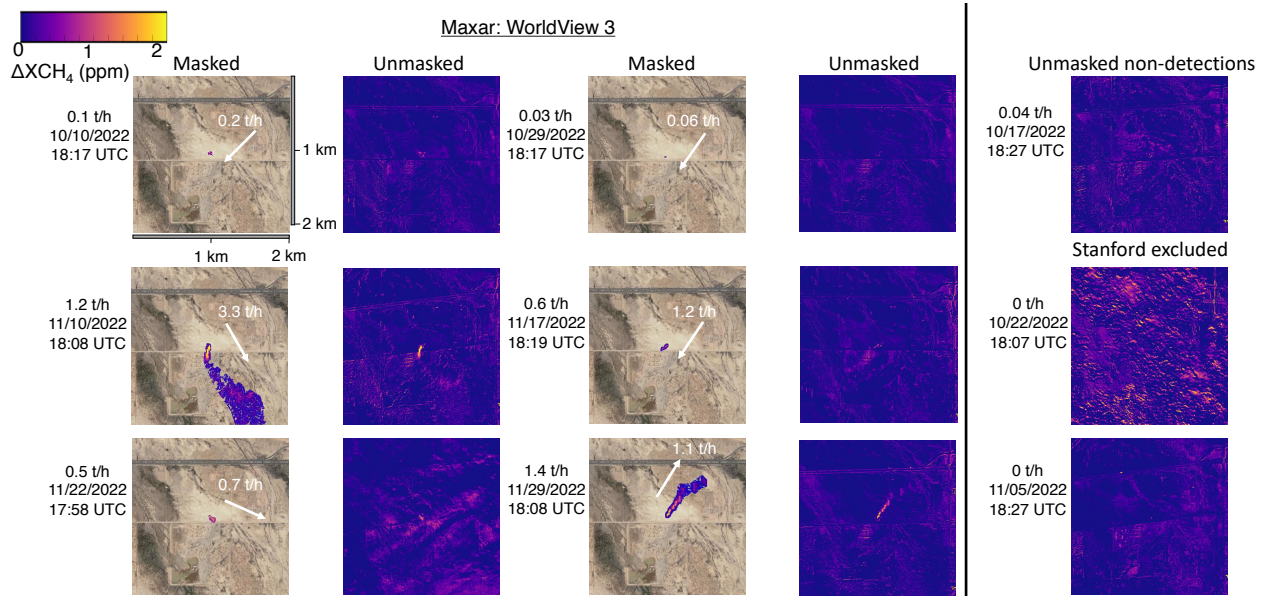 Maxar: WorldView 3
0 1 2
ΔXCH₄ (ppm)
Masked
Unmasked
Masked
Unmasked
Unmasked non-detections
0.1 t/h
10/10/2022
18:17 UTC
0.2 t/h
1 km
2 km
1 km 2 km
0.03 t/h
10/29/2022
18:17 UTC
0.06 t/h
0.04 t/h
10/17/2022
18:27 UTC
1.2 t/h
11/10/2022
18:08 UTC
3.3 t/h
0.6 t/h
11/17/2022
18:19 UTC
1.2 t/h
Stanford excluded
0 t/h
10/22/2022
18:07 UTC
0.5 t/h
11/22/2022
17:58 UTC
0.7 t/h
1.4 t/h
11/29/2022
18:08 UTC
1.1 t/h
0 t/h
11/05/2022
18:27 UTC